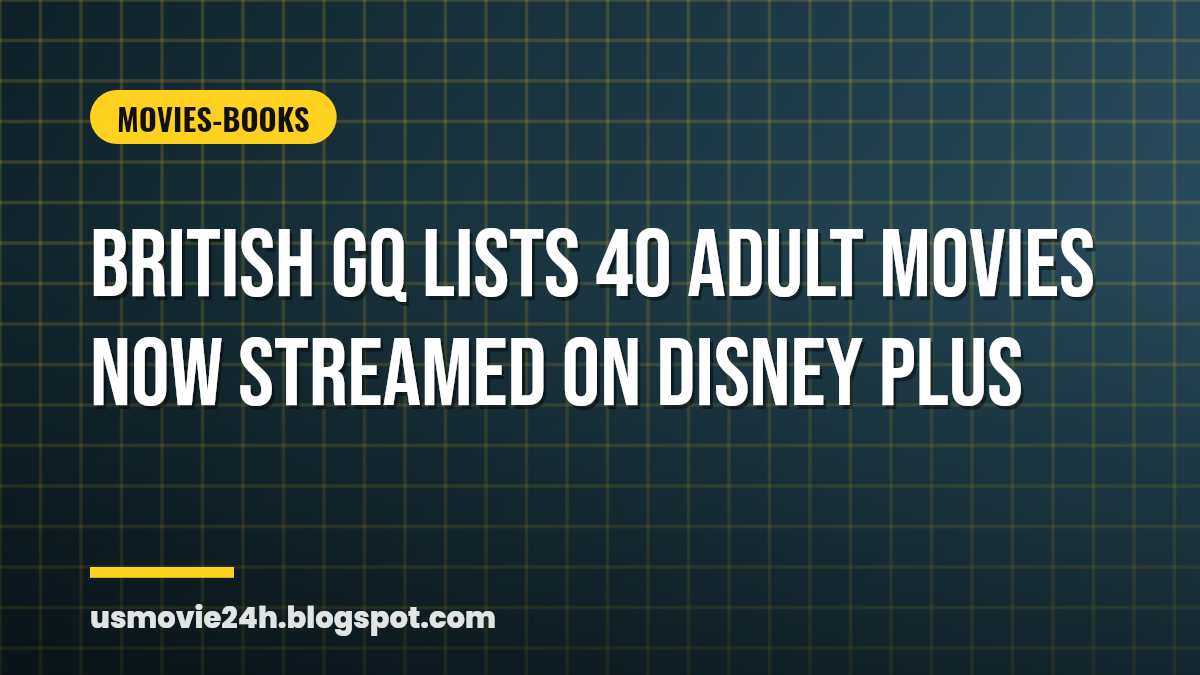 MOVIES-BOOKS
BRITISH GQ LISTS 40 ADULT MOVIES
NOW STREAMED ON DISNEY PLUS
usmovie24h.blogspot.com